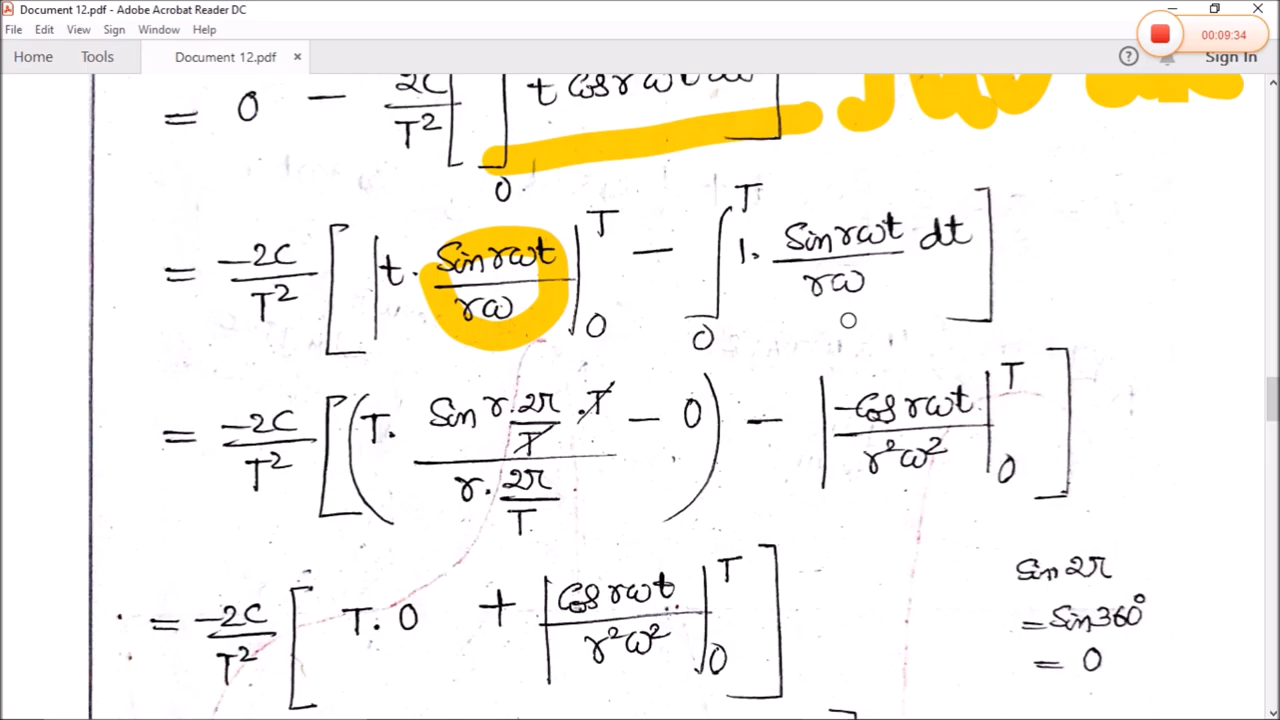 Document 12.pdf - Adobe Acrobat Reader DC
File Edit View Sign Window Help
00:09:34
Home Tools Document 12.pdf × Sign In
= 0 - 2C/T² [ ∫₀ t cos rωt
= -2C/T² [ |t. Sin rωt/rω|₀ᵀ - ∫₀ᵀ 1. Sin rωt/rω dt ]
= -2C/T² [ (T. Sin r. 2π/T .T / r. 2π/T - 0) - |-Cos rωt/r²ω²|₀ᵀ ]
= -2C/T² [ T. 0 + |Cos rωt/r²ω²|₀ᵀ ]
Sin 2π
= Sin 360°
= 0